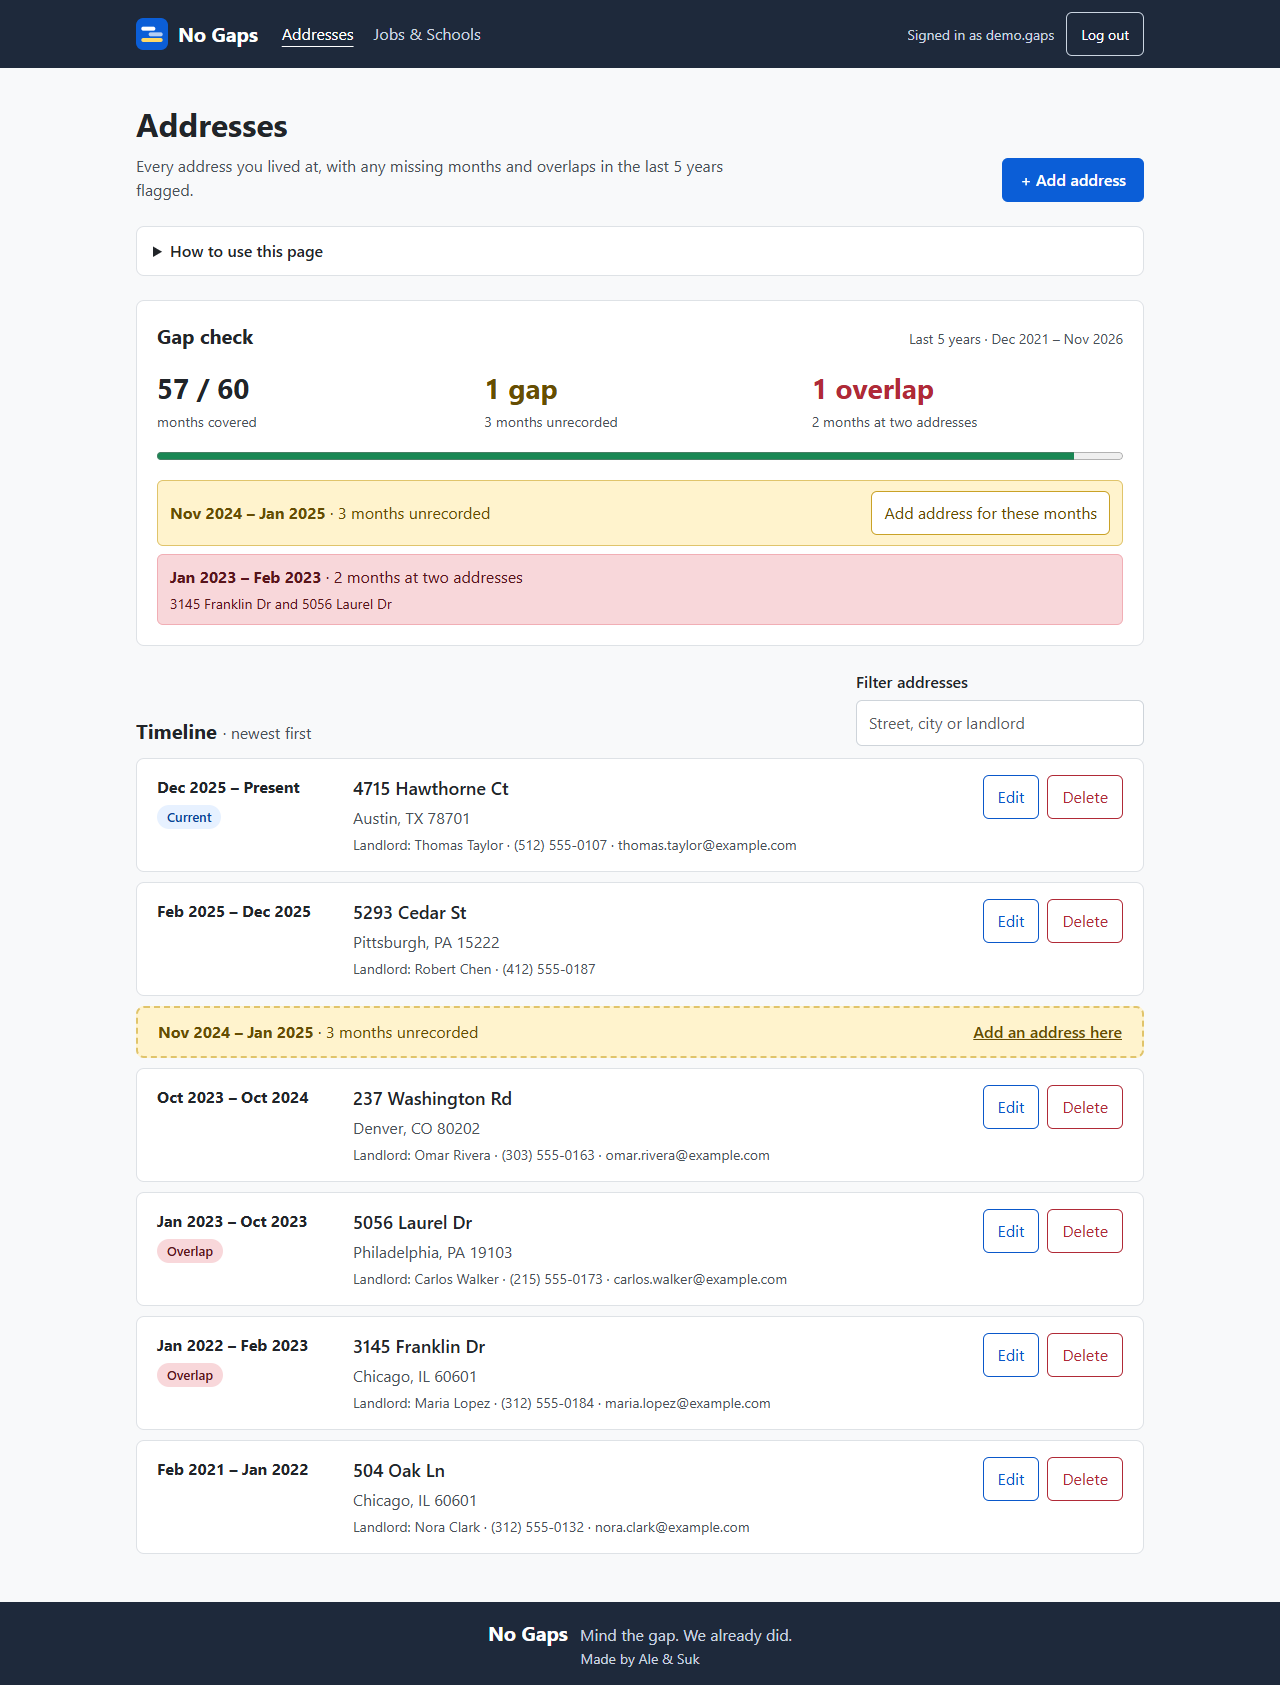 No Gaps
Addresses
Jobs & Schools
Signed in as demo.gaps
Log out
Addresses
Every address you lived at, with any missing months and overlaps in the last 5 years
flagged.
+ Add address
How to use this page
Gap check
Last 5 years · Dec 2021 – Nov 2026
57 / 60
months covered
1 gap
3 months unrecorded
1 overlap
2 months at two addresses
Nov 2024 – Jan 2025 · 3 months unrecorded
Add address for these months
Jan 2023 – Feb 2023 · 2 months at two addresses
3145 Franklin Dr and 5056 Laurel Dr
Filter addresses
Street, city or landlord
Timeline · newest first
Dec 2025 – Present
Current
4715 Hawthorne Ct
Austin, TX 78701
Landlord: Thomas Taylor · (512) 555-0107 · thomas.taylor@example.com
Edit
Delete
Feb 2025 – Dec 2025
5293 Cedar St
Pittsburgh, PA 15222
Landlord: Robert Chen · (412) 555-0187
Edit
Delete
Nov 2024 – Jan 2025 · 3 months unrecorded
Add an address here
Oct 2023 – Oct 2024
237 Washington Rd
Denver, CO 80202
Landlord: Omar Rivera · (303) 555-0163 · omar.rivera@example.com
Edit
Delete
Jan 2023 – Oct 2023
Overlap
5056 Laurel Dr
Philadelphia, PA 19103
Landlord: Carlos Walker · (215) 555-0173 · carlos.walker@example.com
Edit
Delete
Jan 2022 – Feb 2023
Overlap
3145 Franklin Dr
Chicago, IL 60601
Landlord: Maria Lopez · (312) 555-0184 · maria.lopez@example.com
Edit
Delete
Feb 2021 – Jan 2022
504 Oak Ln
Chicago, IL 60601
Landlord: Nora Clark · (312) 555-0132 · nora.clark@example.com
Edit
Delete
No Gaps
Mind the gap. We already did.
Made by Ale & Suk